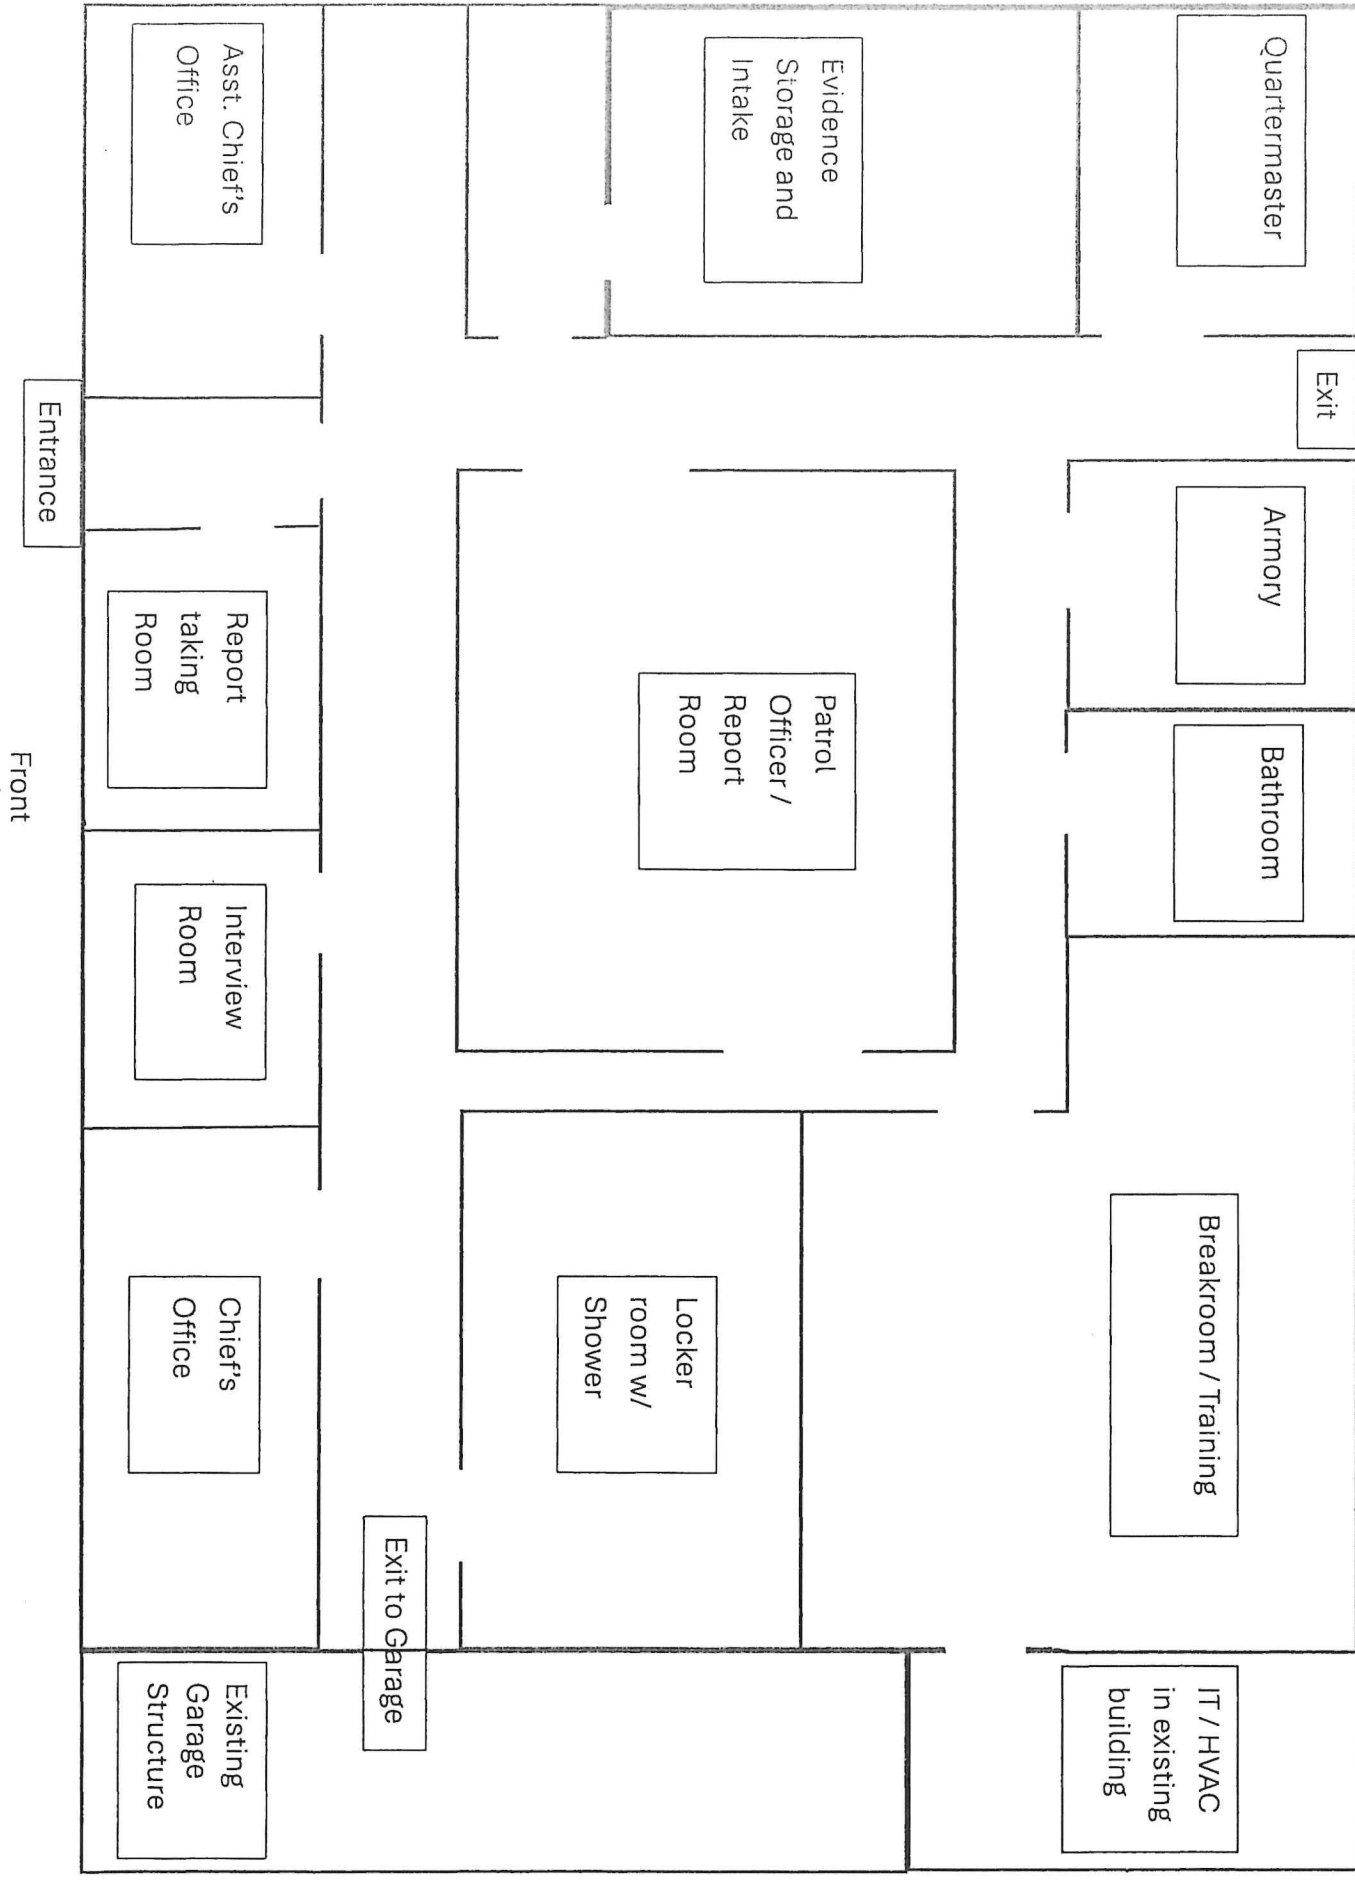 Quartermaster
Exit
Armory
Bathroom
Breakroom / Training
IT / HVAC
in existing
building
Evidence
Storage and
Intake
Patrol
Officer /
Report
Room
Locker
room w/
Shower
Exit to Garage
Asst. Chief's
Office
Report
taking
Room
Interview
Room
Chief's
Office
Existing
Garage
Structure
Entrance
Front